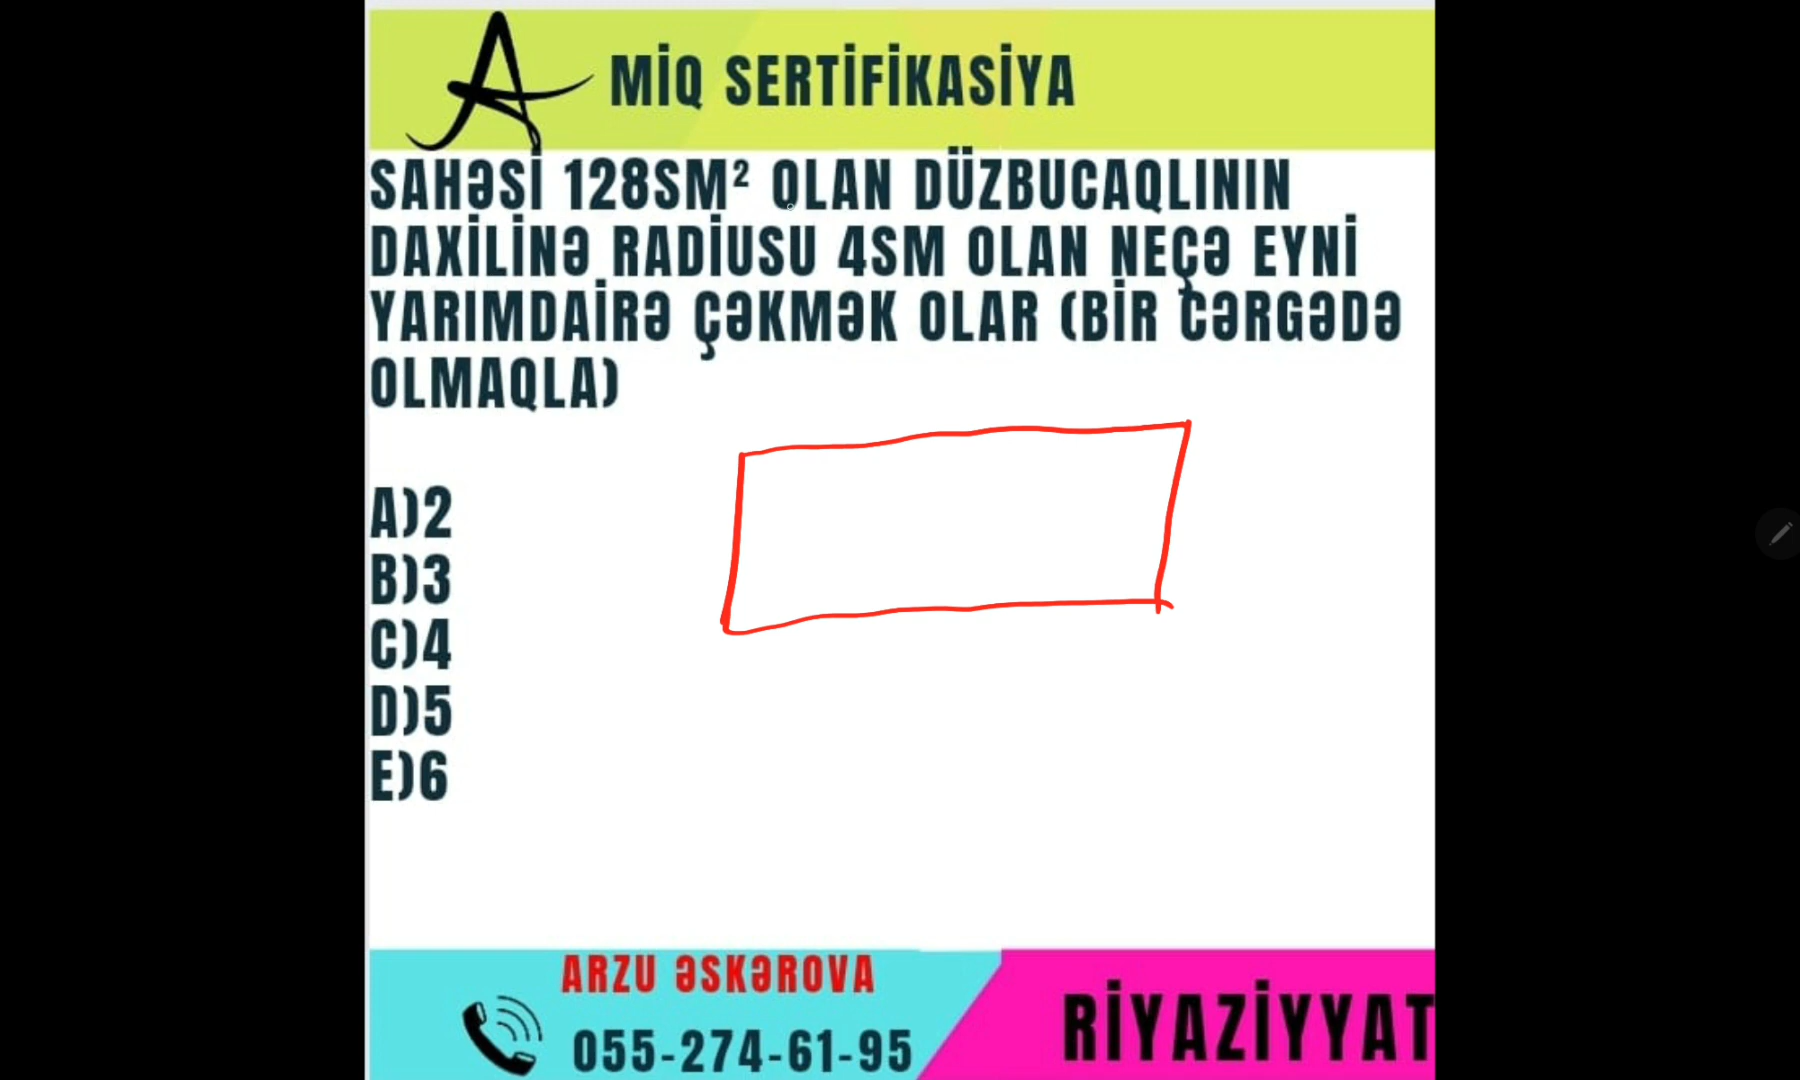 A MİQ SERTİFİKASİYA
SAHƏSİ 128SM² OLAN DÜZBUCAQLININ
DAXİLİNƏ RADİUSU 4SM OLAN NEÇƏ EYNİ
YARIMDAİRƏ ÇƏKMƏK OLAR (BİR CƏRGƏDƏ
OLMAQLA)
A)2
B)3
C)4
D)5
E)6
ARZU ƏSKƏROVA
055-274-61-95
RİYAZİYYAT